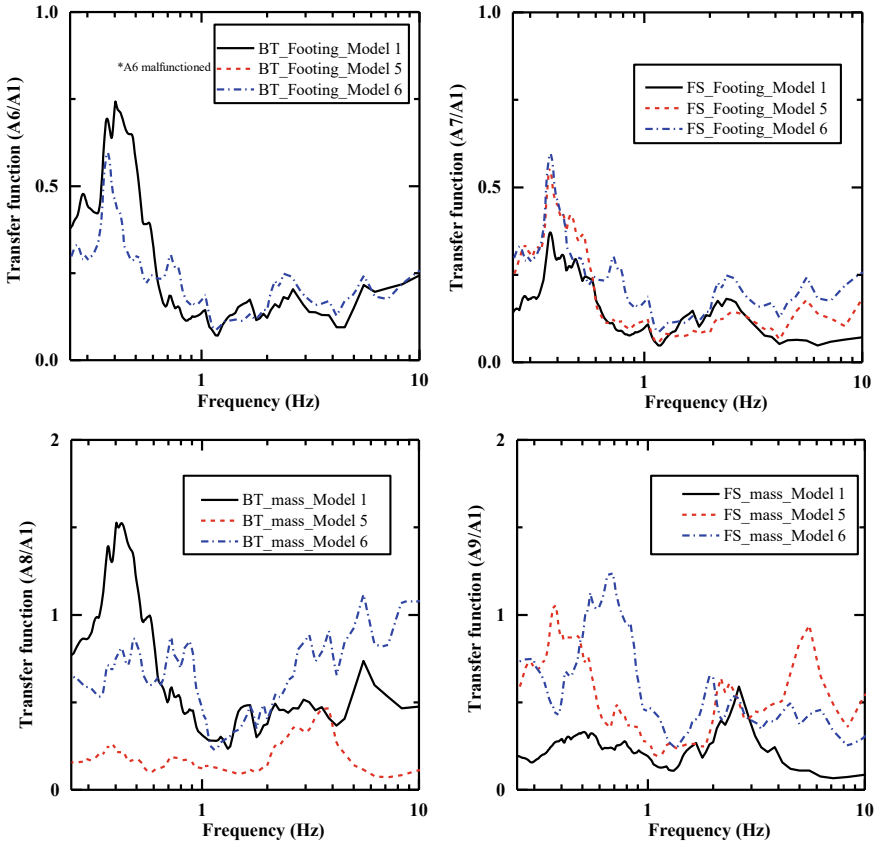 1.0
0.5
0.0
Transfer function (A6/A1)
*A6 malfunctioned
BT_Footing_Model 1
BT_Footing_Model 5
BT_Footing_Model 6
1
10
Frequency (Hz)
1.0
0.5
0.0
Transfer function (A7/A1)
FS_Footing_Model 1
FS_Footing_Model 5
FS_Footing_Model 6
1
10
Frequency (Hz)
2
1
0
Transfer function (A8/A1)
BT_mass_Model 1
BT_mass_Model 5
BT_mass_Model 6
1
10
Frequency (Hz)
2
1
0
Transfer function (A9/A1)
FS_mass_Model 1
FS_mass_Model 5
FS_mass_Model 6
1
10
Frequency (Hz)